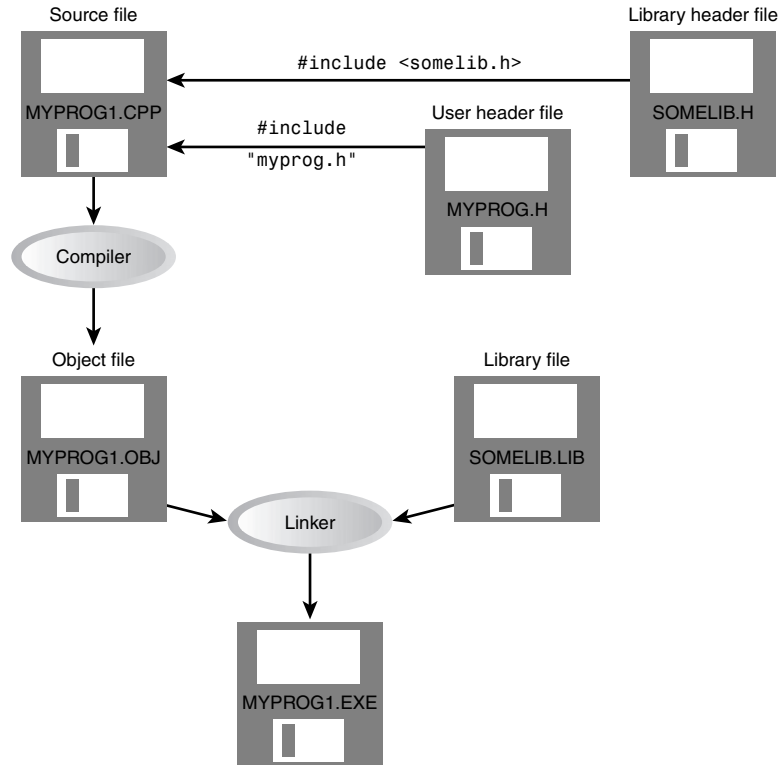 Source file
Library header file
#include <somelib.h>
MYPROG1.CPP
SOMELIB.H
User header file
#include
"myprog.h"
MYPROG.H
Compiler
Object file
Library file
MYPROG1.OBJ
SOMELIB.LIB
Linker
MYPROG1.EXE